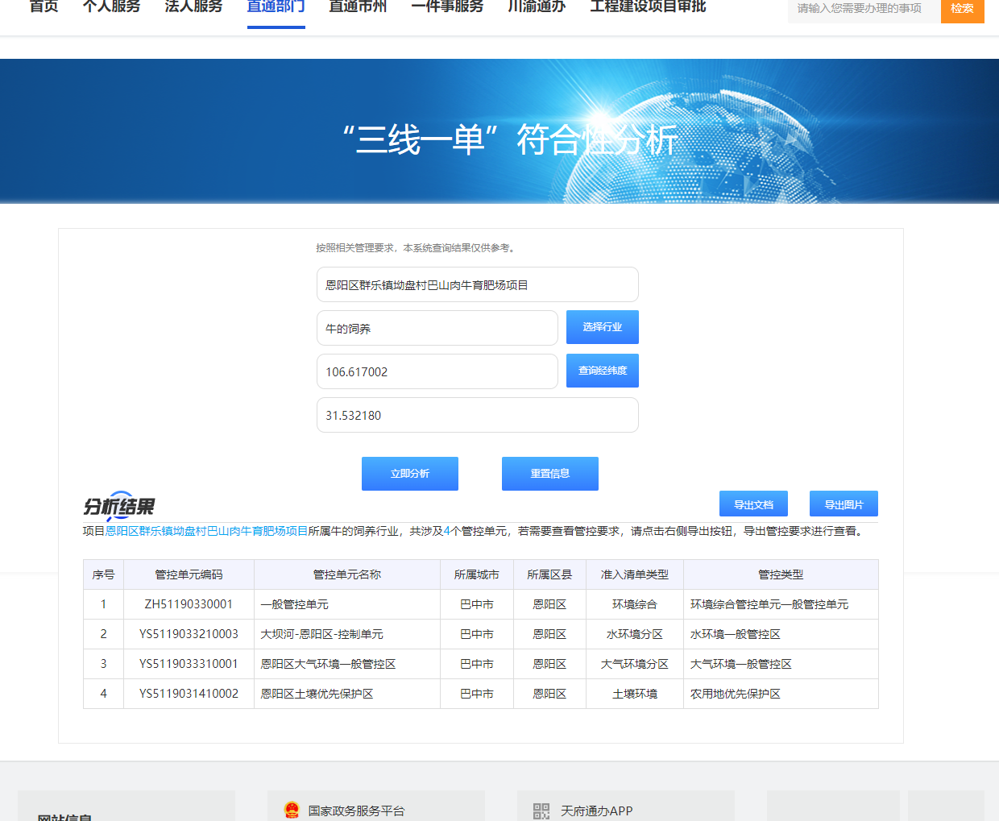 首页 个人服务 法人服务 直通部门 直通市州 一件事服务 川渝通办 工程建设项目审批 请输入您需要办理的事项 检索
“三线一单”符合性分析
按照相关管理要求，本系统查询结果仅供参考。
恩阳区群乐镇坳盘村巴山肉牛育肥场项目
牛的饲养 选择行业
106.617002 查询经纬度
31.532180
立即分析 重置信息
分析结果 导出文档 导出图片
项目恩阳区群乐镇坳盘村巴山肉牛育肥场项目所属牛的饲养行业，共涉及4个管控单元，若需要查看管控要求，请点击右侧导出按钮，导出管控要求进行查看。
序号 管控单元编码 管控单元名称 所属城市 所属区县 准入清单类型 管控类型
1 ZH51190330001 一般管控单元 巴中市 恩阳区 环境综合 环境综合管控单元一般管控单元
2 YS5119033210003 大坝河-恩阳区-控制单元 巴中市 恩阳区 水环境分区 水环境一般管控区
3 YS5119033310001 恩阳区大气环境一般管控区 巴中市 恩阳区 大气环境分区 大气环境一般管控区
4 YS5119031410002 恩阳区土壤优先保护区 巴中市 恩阳区 土壤环境 农用地优先保护区
网站信息 国家政务服务平台 天府通办APP